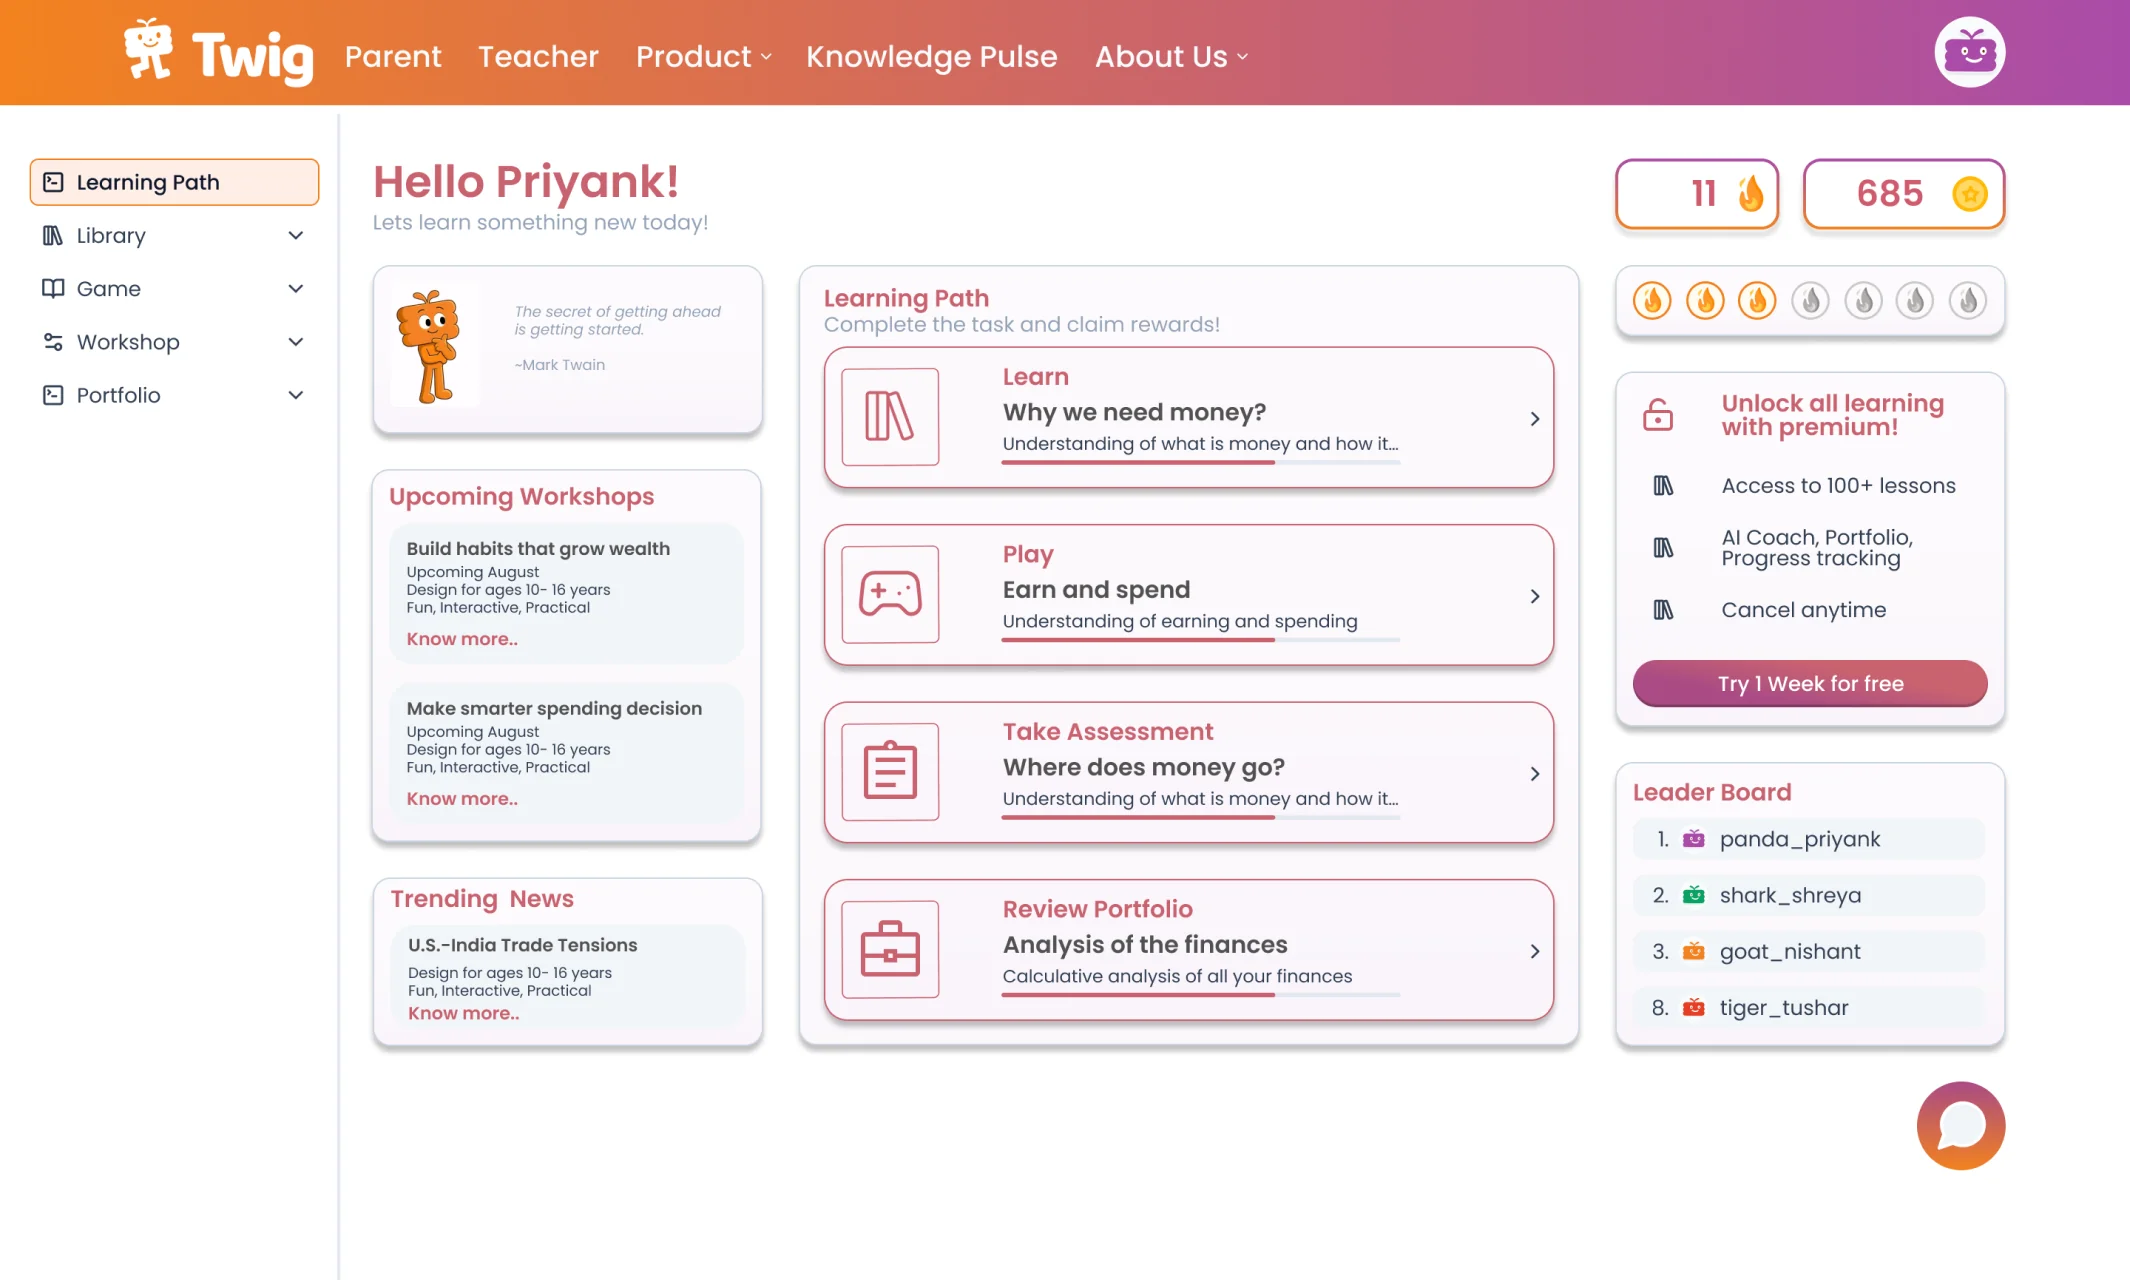 Twig
Parent
Teacher
Product
Knowledge Pulse
About Us
Learning Path
Library
Game
Workshop
Portfolio
Hello Priyank!
Lets learn something new today!
11
685
The secret of getting ahead
is getting started.
~Mark Twain
Upcoming Workshops
Build habits that grow wealth
Upcoming August
Design for ages 10- 16 years
Fun, Interactive, Practical
Know more..
Make smarter spending decision
Upcoming August
Design for ages 10- 16 years
Fun, Interactive, Practical
Know more..
Trending News
U.S.-India Trade Tensions
Design for ages 10- 16 years
Fun, Interactive, Practical
Know more..
Learning Path
Complete the task and claim rewards!
Learn
Why we need money?
Understanding of what is money and how it...
Play
Earn and spend
Understanding of earning and spending
Take Assessment
Where does money go?
Understanding of what is money and how it...
Review Portfolio
Analysis of the finances
Calculative analysis of all your finances
Unlock all learning
with premium!
Access to 100+ lessons
AI Coach, Portfolio,
Progress tracking
Cancel anytime
Try 1 Week for free
Leader Board
1. panda_priyank
2. shark_shreya
3. goat_nishant
8. tiger_tushar